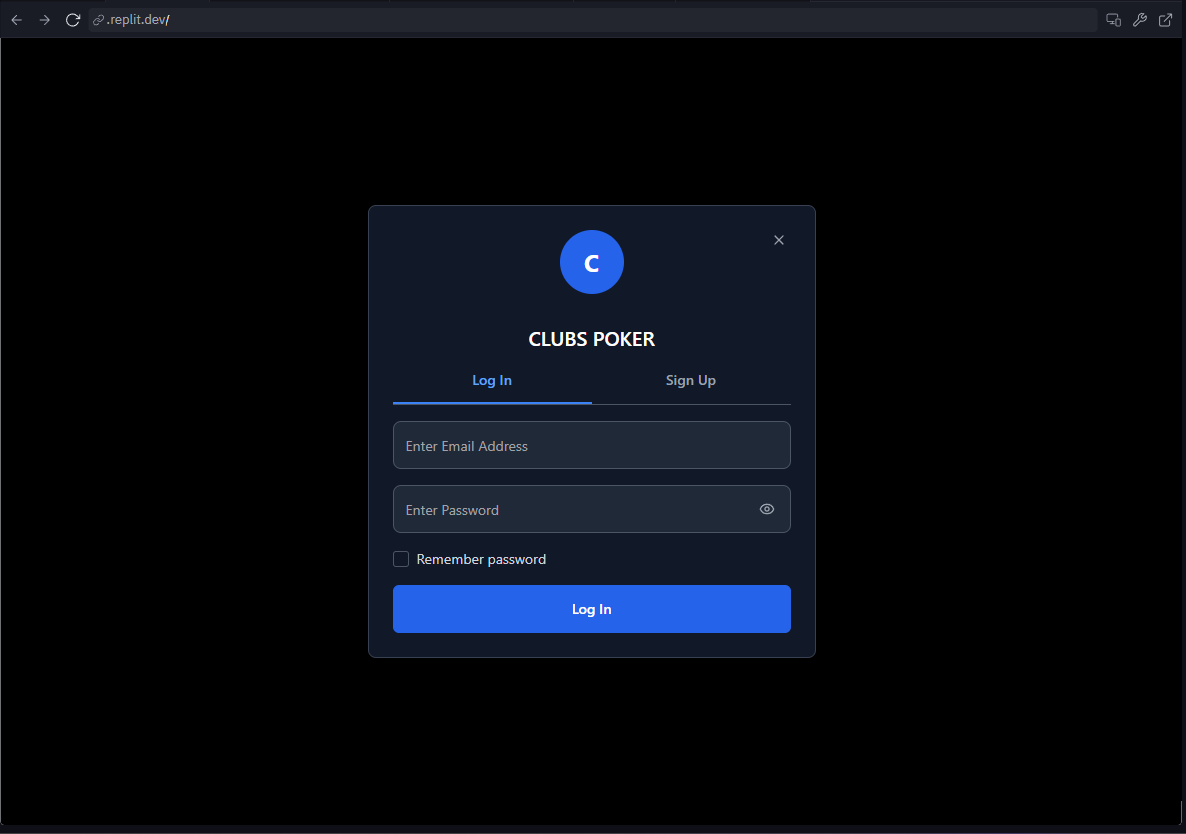 .replit.dev/
C
CLUBS POKER
Log In
Sign Up
Enter Email Address
Enter Password
Remember password
Log In